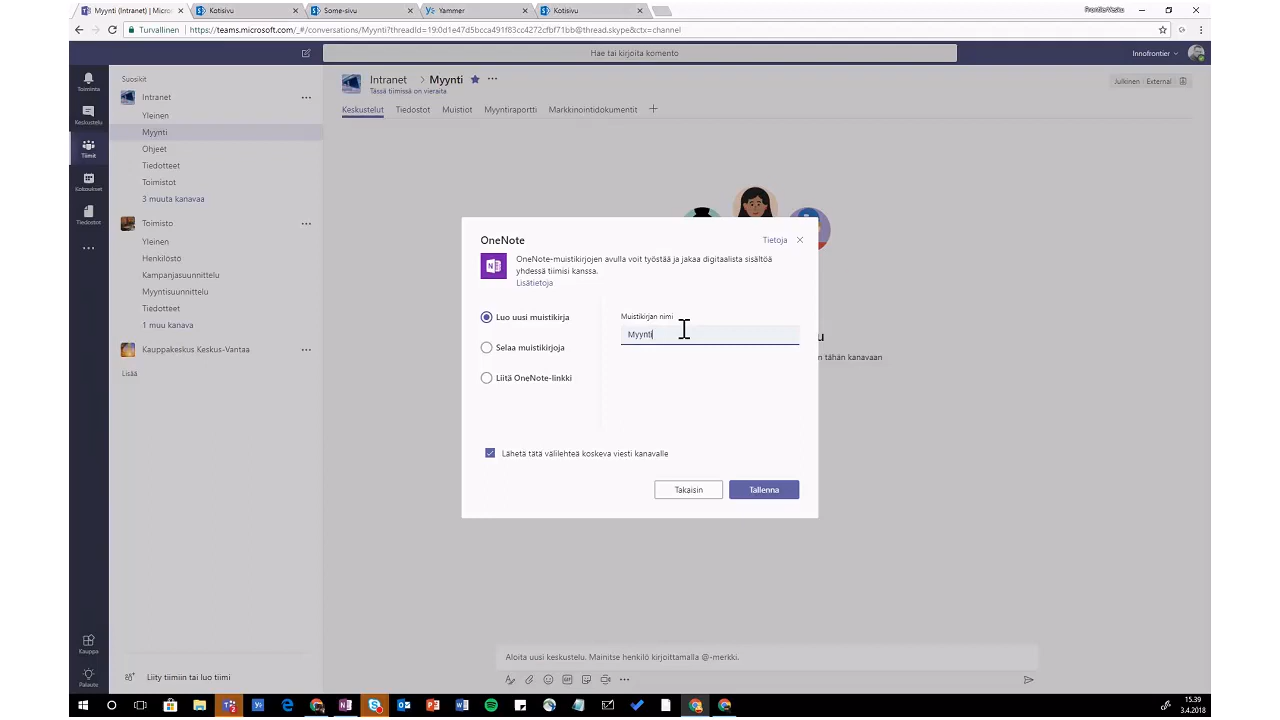 Myynti (Intranet) | Micros
Kotisivu
Some-sivu
Yammer
Kotisivu
Turvallinen
https://teams.microsoft.com/_#/conversations/Myynti?threadId=19:0d1e47d5bbcca491f83cc4272cfbf71bb@thread.skype&ctx=channel
Hae tai kirjoita komento
Innofrontier
Toiminta
Keskustelu
Tiimit
Kokoukset
Tiedostot
Kauppa
Palaute
Suosikit
Intranet
Yleinen
Myynti
Ohjeet
Tiedotteet
Toimistot
3 muuta kanavaa
Toimisto
Yleinen
Henkilöstö
Kampanjasuunnittelu
Myyntisuunnittelu
Tiedotteet
1 muu kanava
Kauppakeskus Keskus-Vantaa
Lisää
Liity tiimiin tai luo tiimi
Intranet > Myynti
Tässä tiimissä on vieraita
Julkinen External
Keskustelut Tiedostot Muistiot Myyntiraportti Markkinointidokumentit
OneNote
Tietoja
OneNote-muistikirjojen avulla voit työstää ja jakaa digitaalista sisältöä
yhdessä tiimisi kanssa.
Lisätietoja
Luo uusi muistikirja
Selaa muistikirjoja
Liitä OneNote-linkki
Muistikirjan nimi
Myynti
Lähetä tätä välilehteä koskeva viesti kanavalle
Takaisin
Tallenna
u
än tähän kanavaan
Aloita uusi keskustelu. Mainitse henkilö kirjoittamalla @-merkki.
15.39
3.4.2018